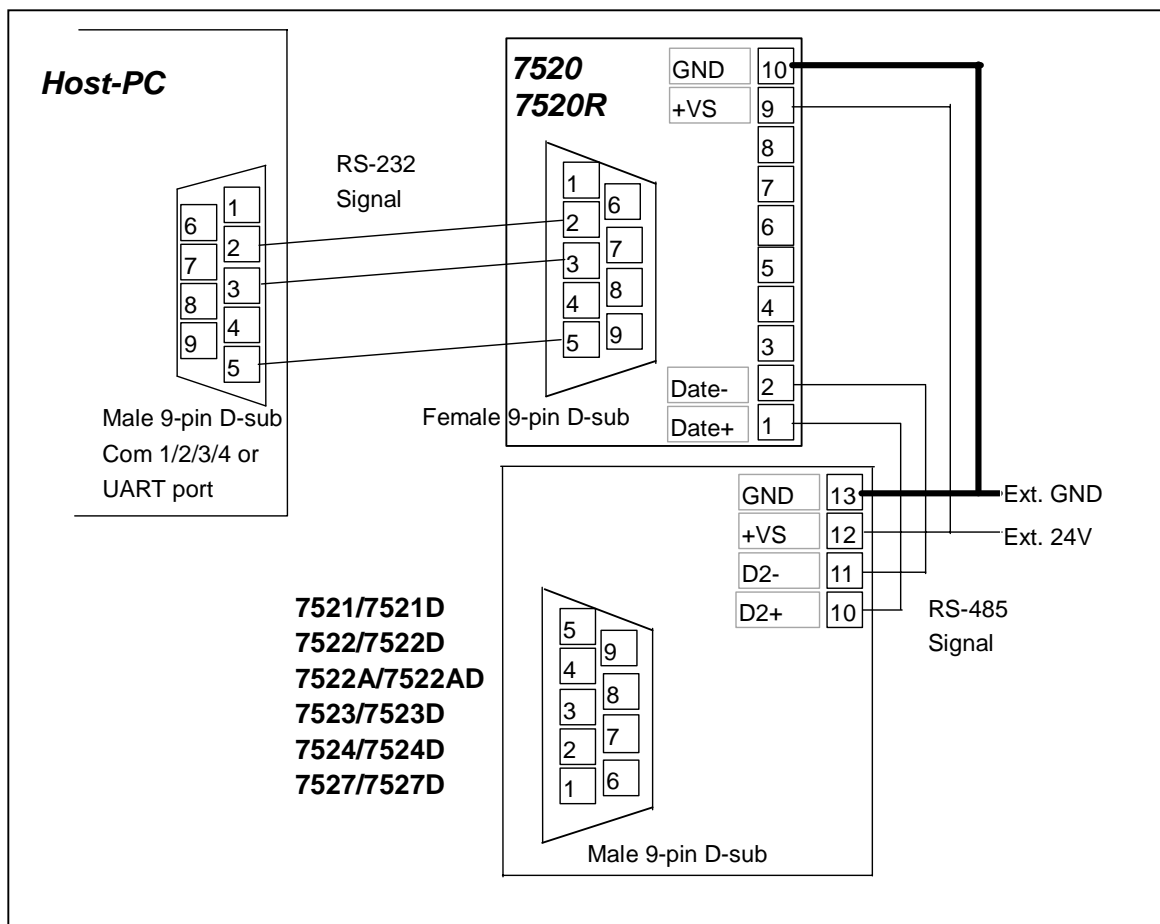 Host-PC
6
7
8
9
1
2
3
4
5
Male 9-pin D-sub
Com 1/2/3/4 or
UART port
RS-232
Signal
7520
7520R
1
2
3
4
5
6
7
8
9
Female 9-pin D-sub
GND 10
+VS 9
8
7
6
5
4
3
Date- 2
Date+ 1
GND 13
+VS 12
D2- 11
D2+ 10
Ext. GND
Ext. 24V
RS-485
Signal
7521/7521D
7522/7522D
7522A/7522AD
7523/7523D
7524/7524D
7527/7527D
5
4
3
2
1
9
8
7
6
Male 9-pin D-sub